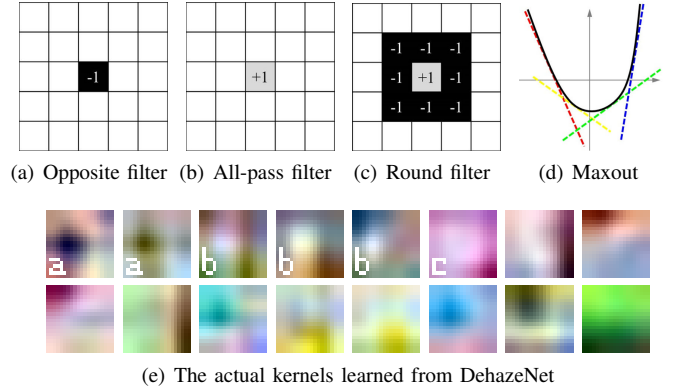 -1
+1
-1 -1 -1
-1 +1 -1
-1 -1 -1
(a) Opposite filter
(b) All-pass filter
(c) Round filter
(d) Maxout
a a b b b c
(e) The actual kernels learned from DehazeNet